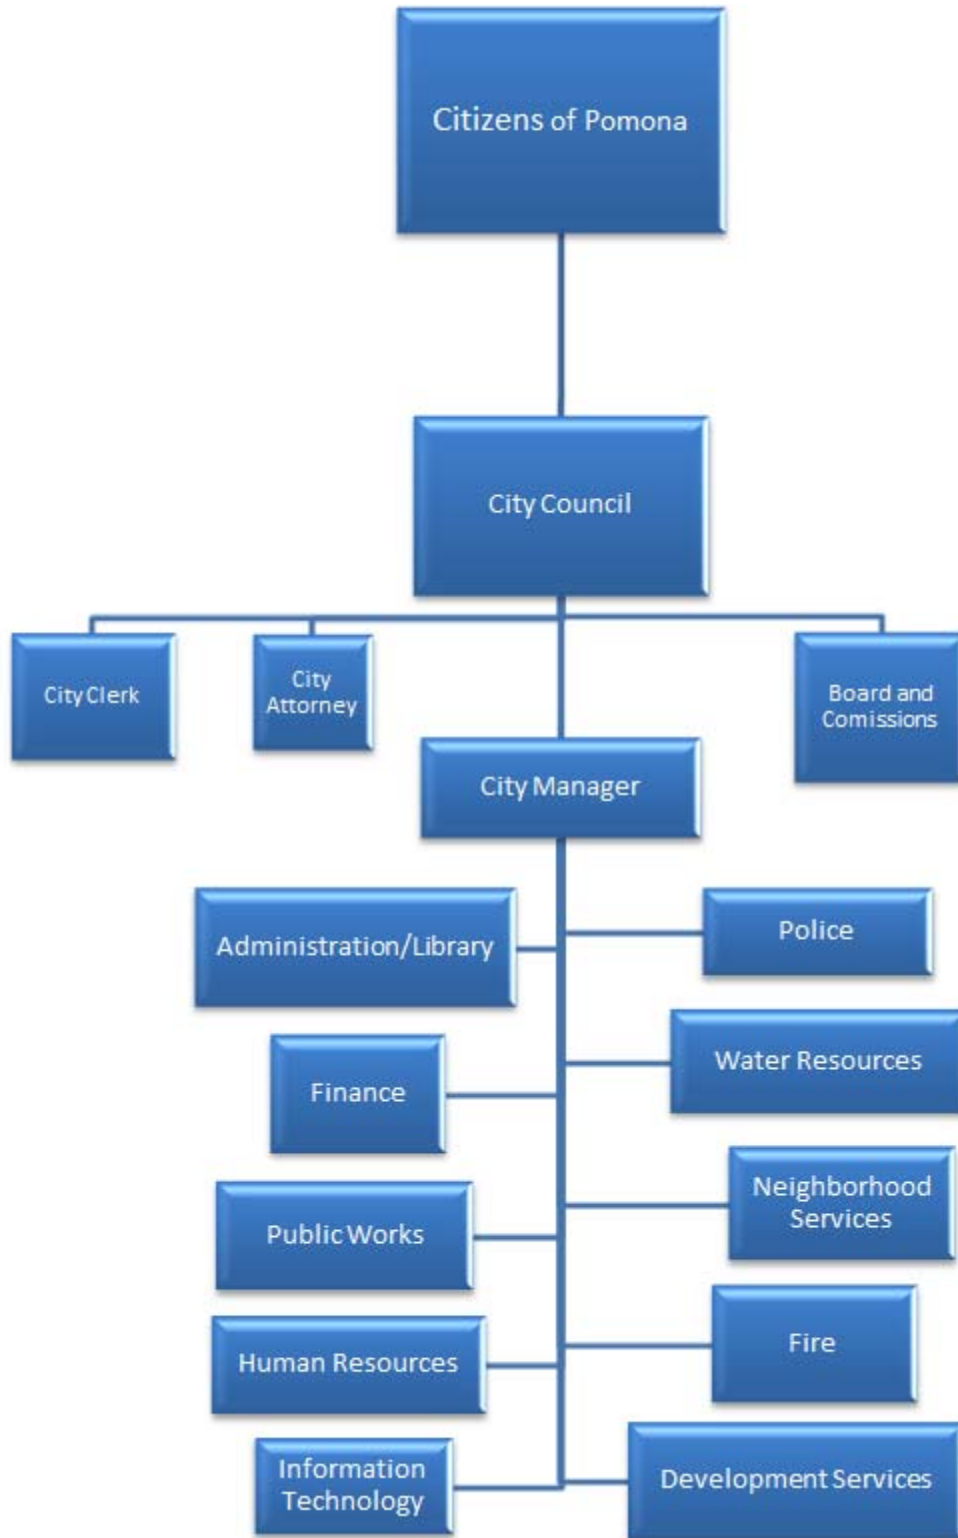 Citizens of Pomona
City Council
City Clerk
City
Attorney
Board and
Comissions
City Manager
Administration/Library
Police
Finance
Water Resources
Public Works
Neighborhood
Services
Human Resources
Fire
Information
Technology
Development Services